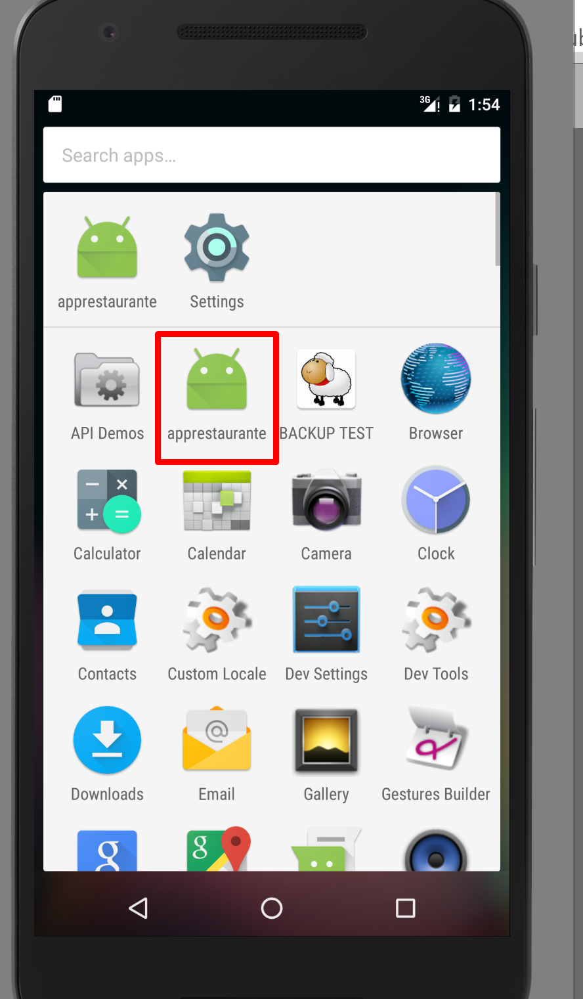 3G 1:54
Search apps…
apprestaurante Settings
API Demos apprestaurante BACKUP TEST Browser
Calculator Calendar Camera Clock
Contacts Custom Locale Dev Settings Dev Tools
Downloads Email Gallery Gestures Builder
g g